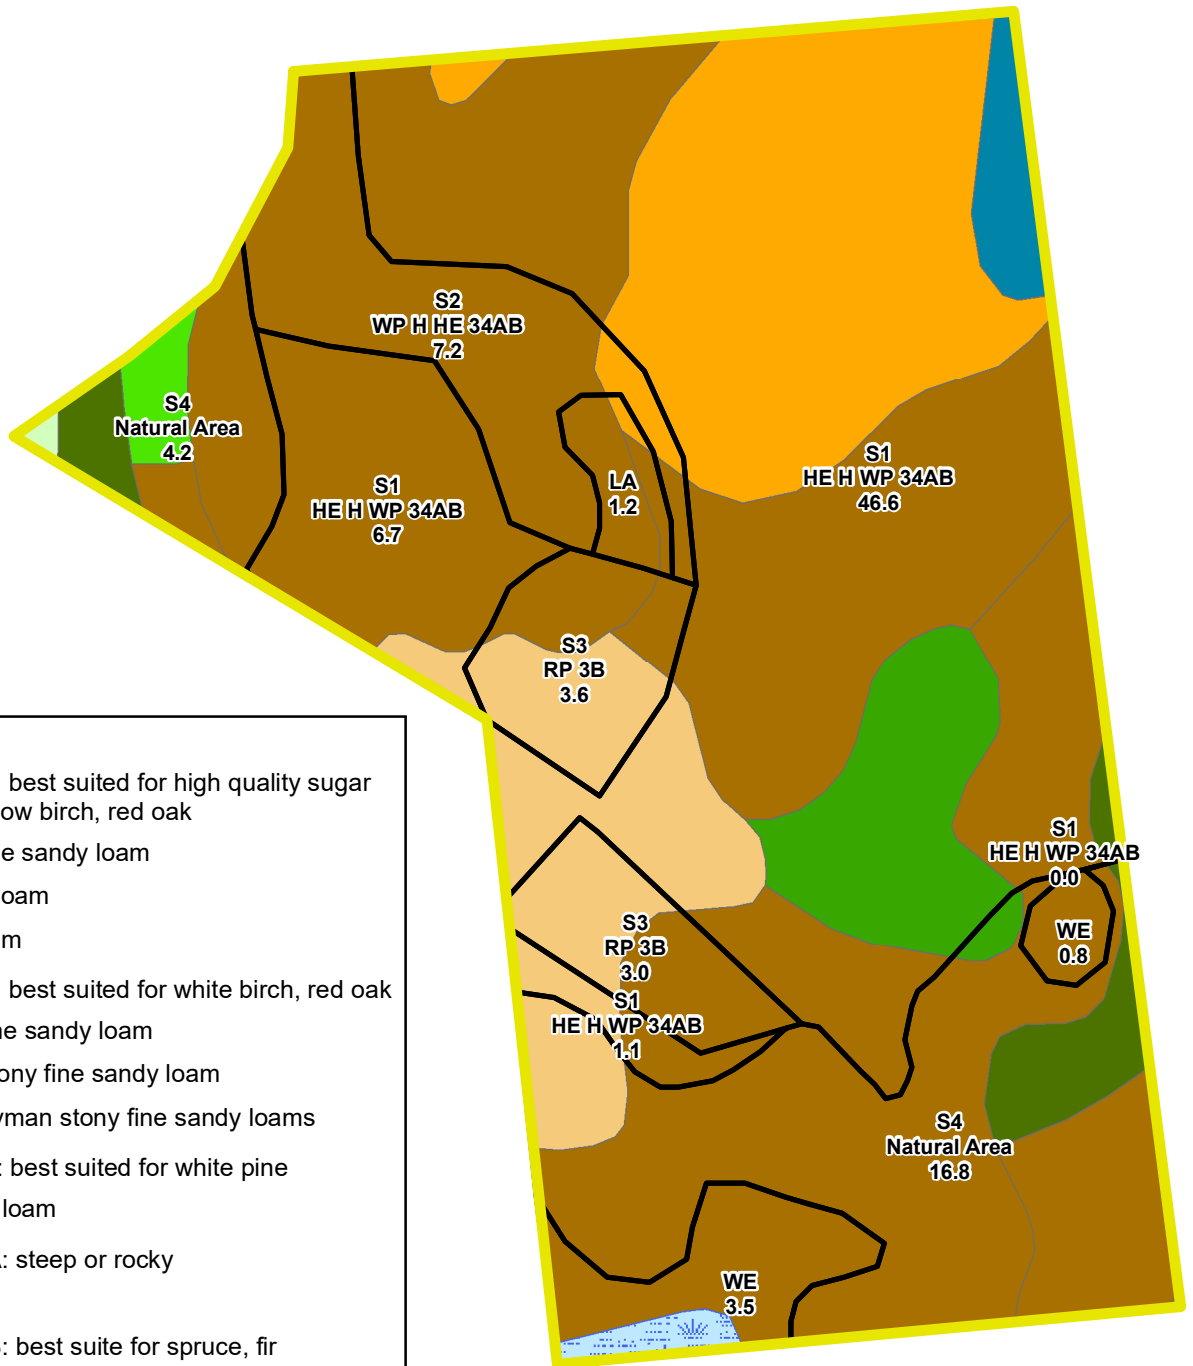 S2
WP H HE 34AB
7.2
S4
Natural Area
4.2
S1
HE H WP 34AB
6.7
LA
1.2
S1
HE H WP 34AB
46.6
S3
RP 3B
3.6
S1
HE H WP 34AB
0.0
WE
0.8
S3
RP 3B
3.0
S1
HE H WP 34AB
1.1
S4
Natural Area
16.8
WE
3.5
best suited for high quality sugar
ow birch, red oak
e sandy loam
oam
m
best suited for white birch, red oak
ne sandy loam
ony fine sandy loam
yman stony fine sandy loams
: best suited for white pine
loam
: steep or rocky
: best suite for spruce, fir